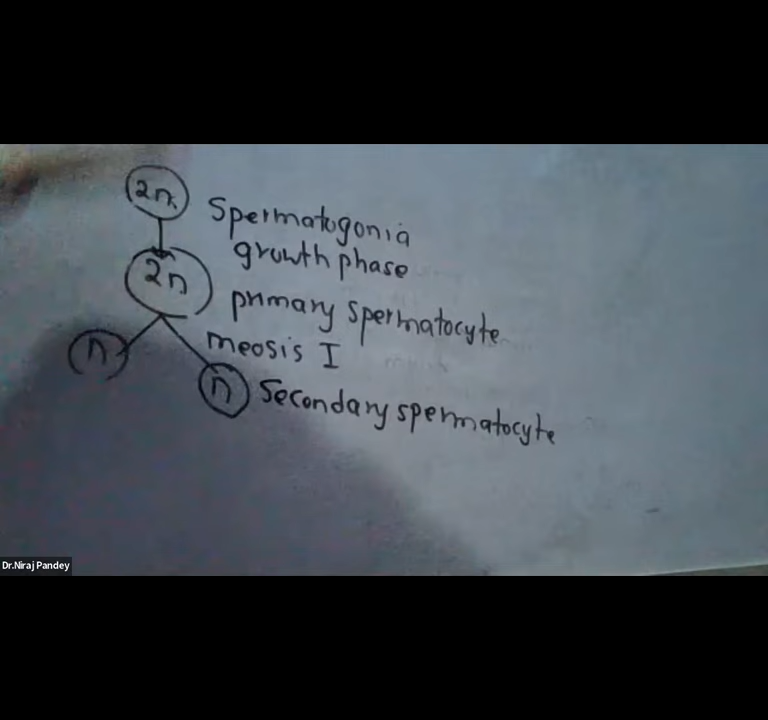 2n
Spermatogonia
growth phase
2n
primary spermatocyte
meosis I
n
n
Secondary spermatocyte
Dr.Niraj Pandey